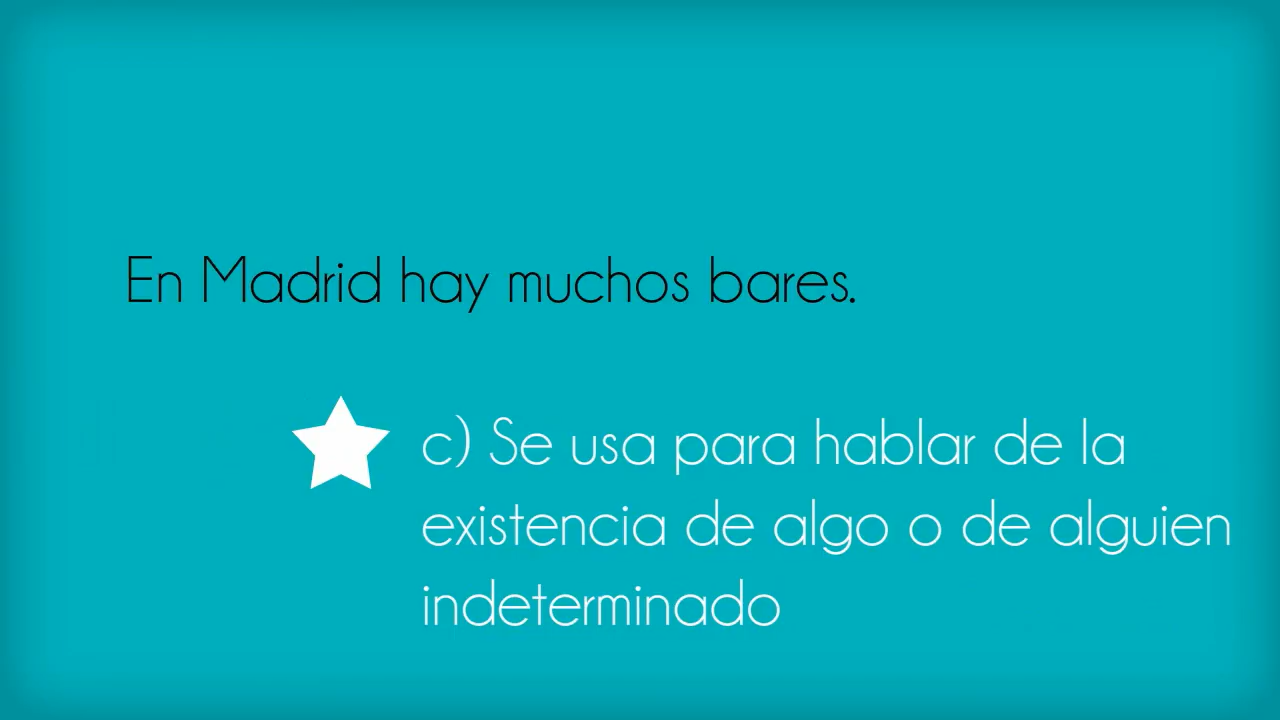 En Madrid hay muchos bares.
c) Se usa para hablar de la
existencia de algo o de alguien
indeterminado